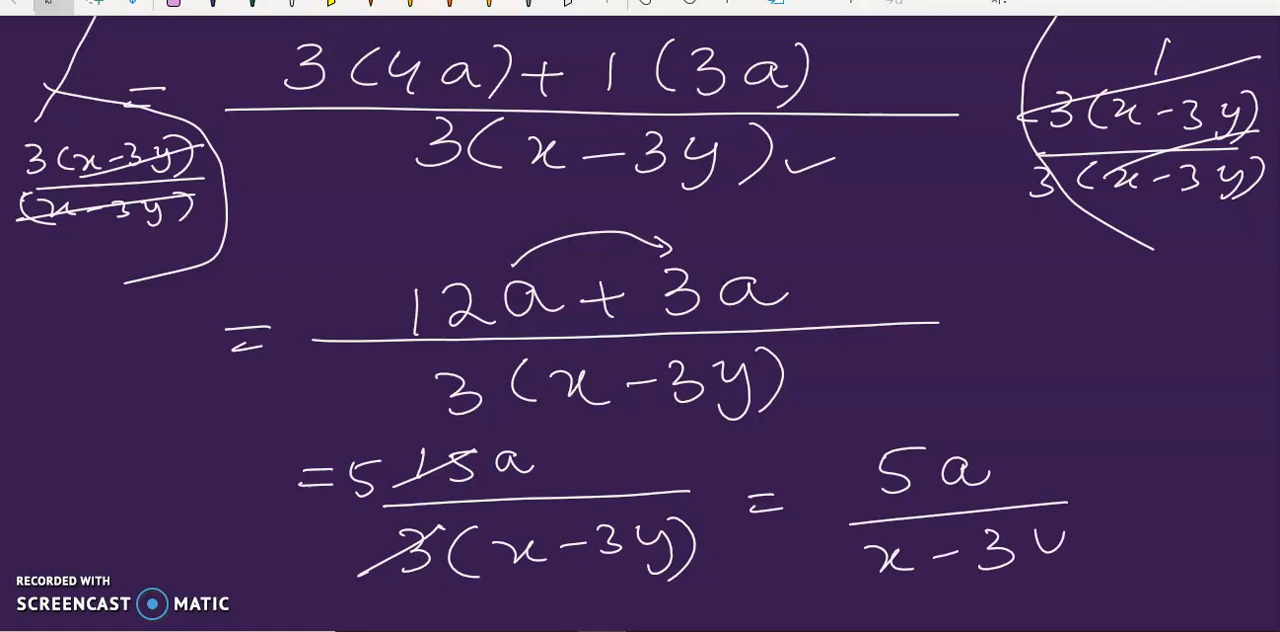 = 3(4a) + 1(3a)
3(x - 3y) ✓
3(x - 3y)
(x - 3y)
1
3(x - 3y)
3(x - 3y)
= 12a + 3a
3(x - 3y)
= 5 15a = 5a
3(x - 3y) x - 3y
RECORDED WITH
SCREENCAST MATIC